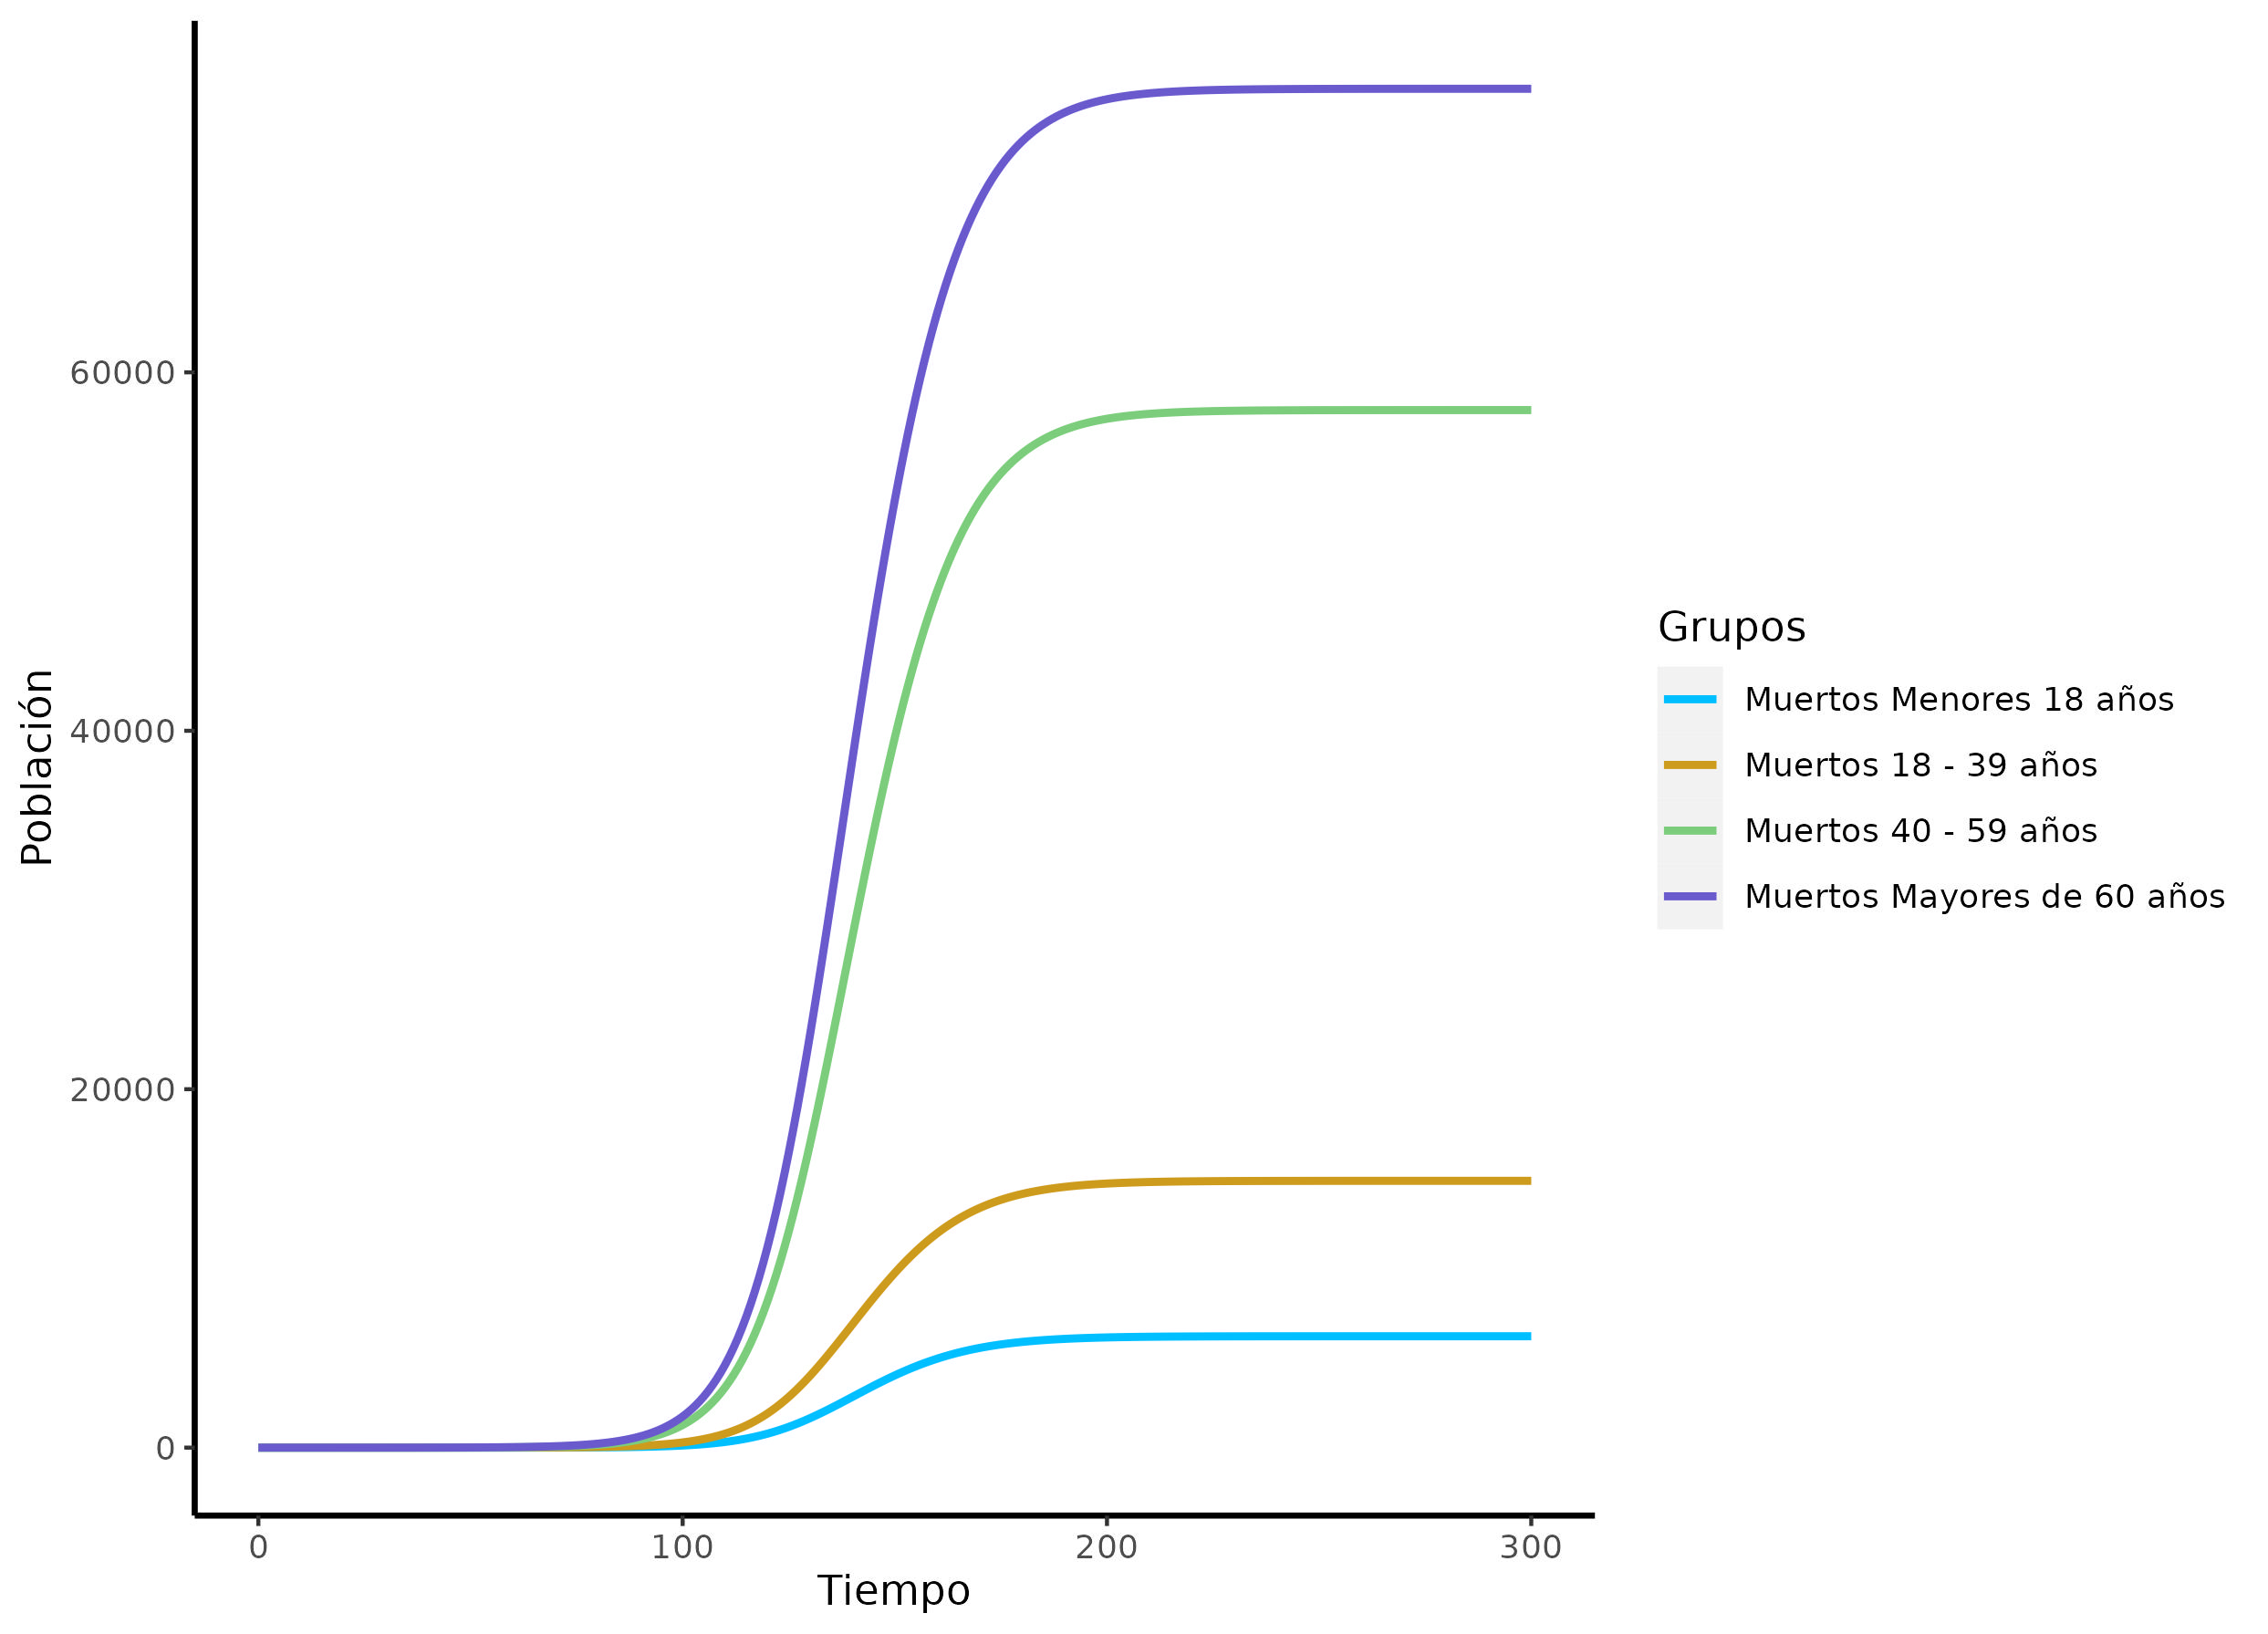 Población
60000
40000
20000
0
0 100 200 300
Tiempo
Grupos
Muertos Menores 18 años
Muertos 18 - 39 años
Muertos 40 - 59 años
Muertos Mayores de 60 años